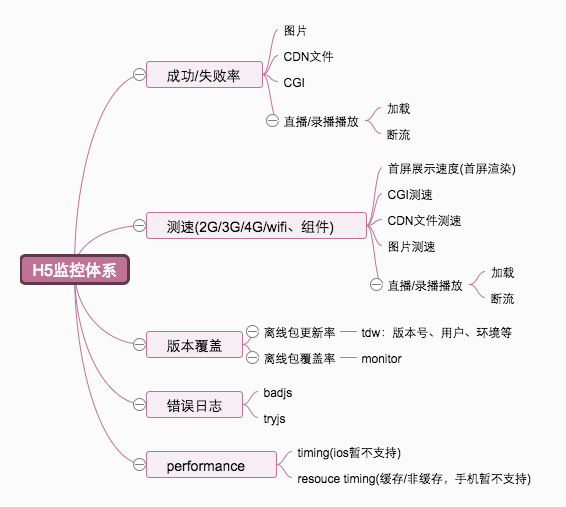 H5监控体系
成功/失败率
图片
CDN文件
CGI
直播/录播播放
加载
断流
测速(2G/3G/4G/wifi、组件)
首屏展示速度(首屏渲染)
CGI测速
CDN文件测速
图片测速
直播/录播播放
加载
断流
版本覆盖
离线包更新率
tdw：版本号、用户、环境等
离线包覆盖率
monitor
错误日志
badjs
tryjs
performance
timing(ios暂不支持)
resouce timing(缓存/非缓存，手机暂不支持)